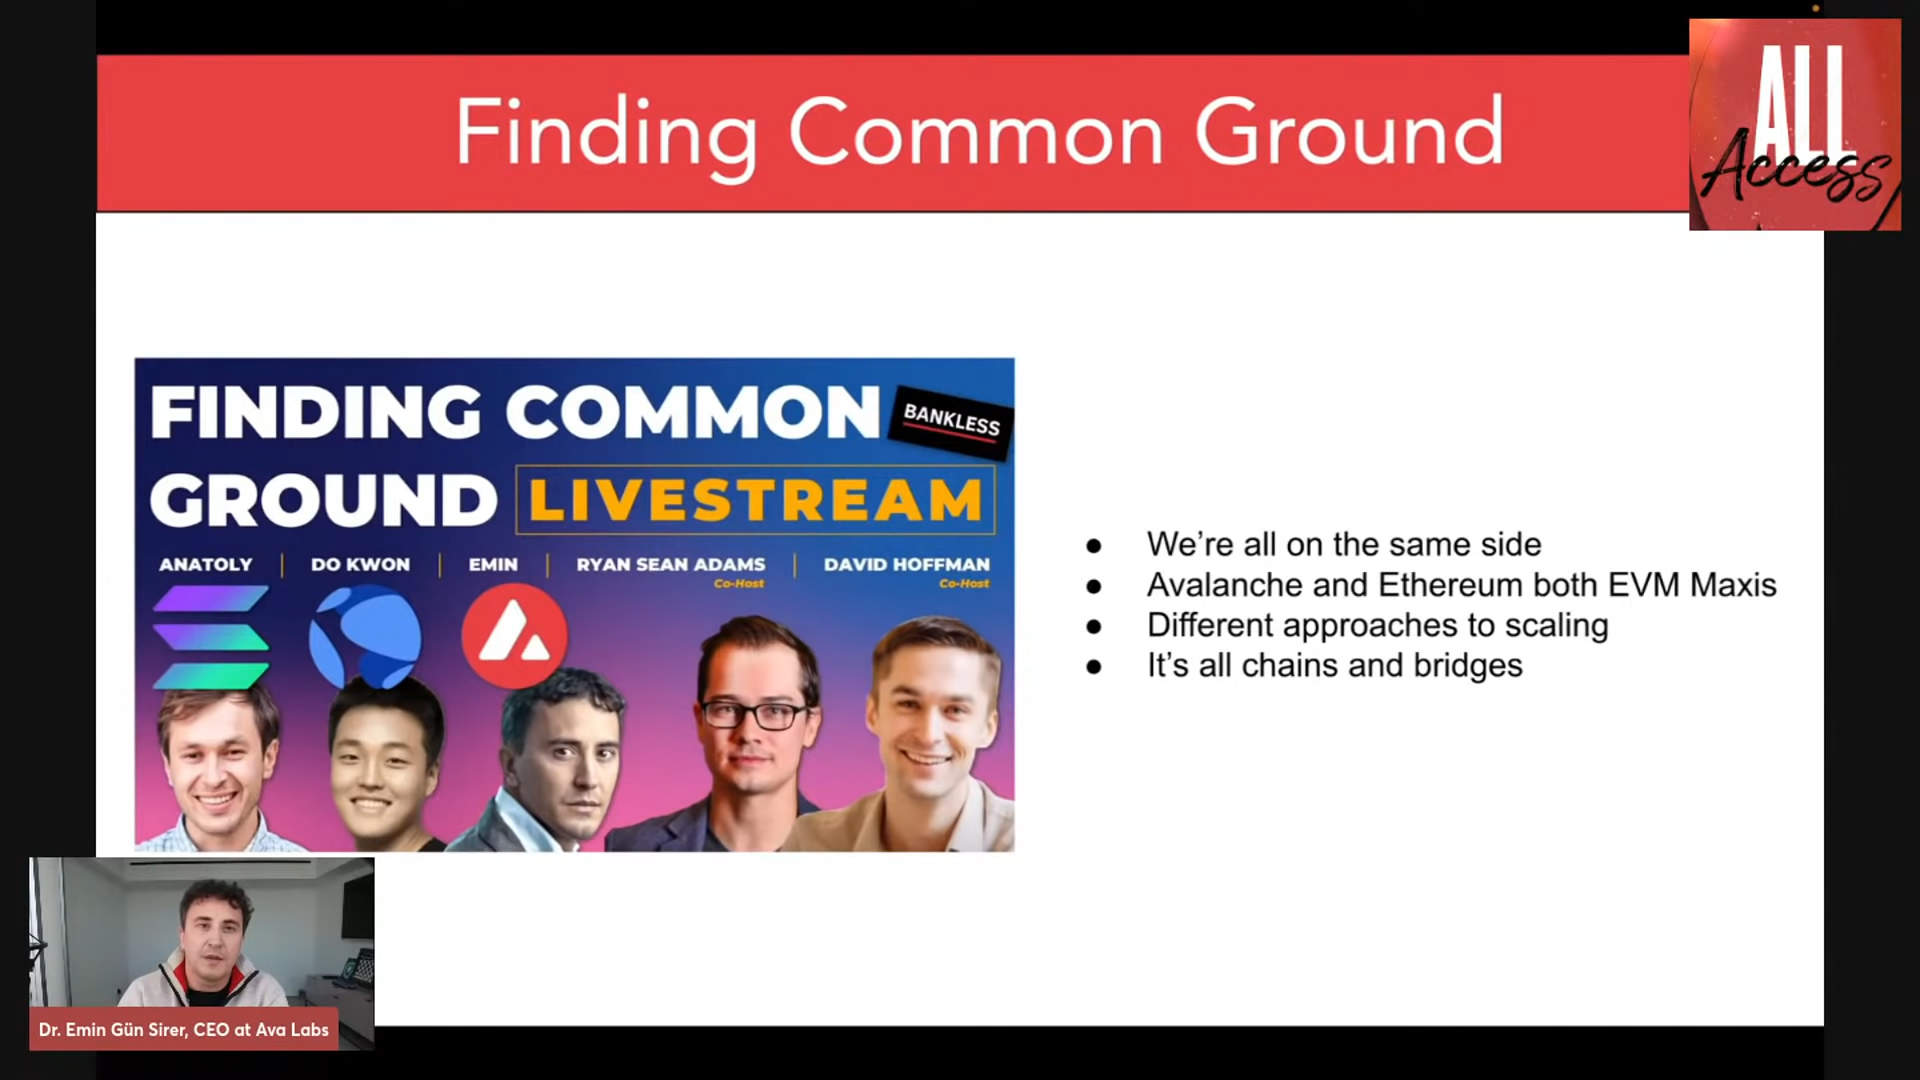 Finding Common Ground
ALL
Access
FINDING COMMON
BANKLESS
GROUND LIVESTREAM
ANATOLY | DO KWON | EMIN | RYAN SEAN ADAMS | DAVID HOFFMAN
Co-Host Co-Host
We’re all on the same side
Avalanche and Ethereum both EVM Maxis
Different approaches to scaling
It’s all chains and bridges
Dr. Emin Gün Sirer, CEO at Ava Labs